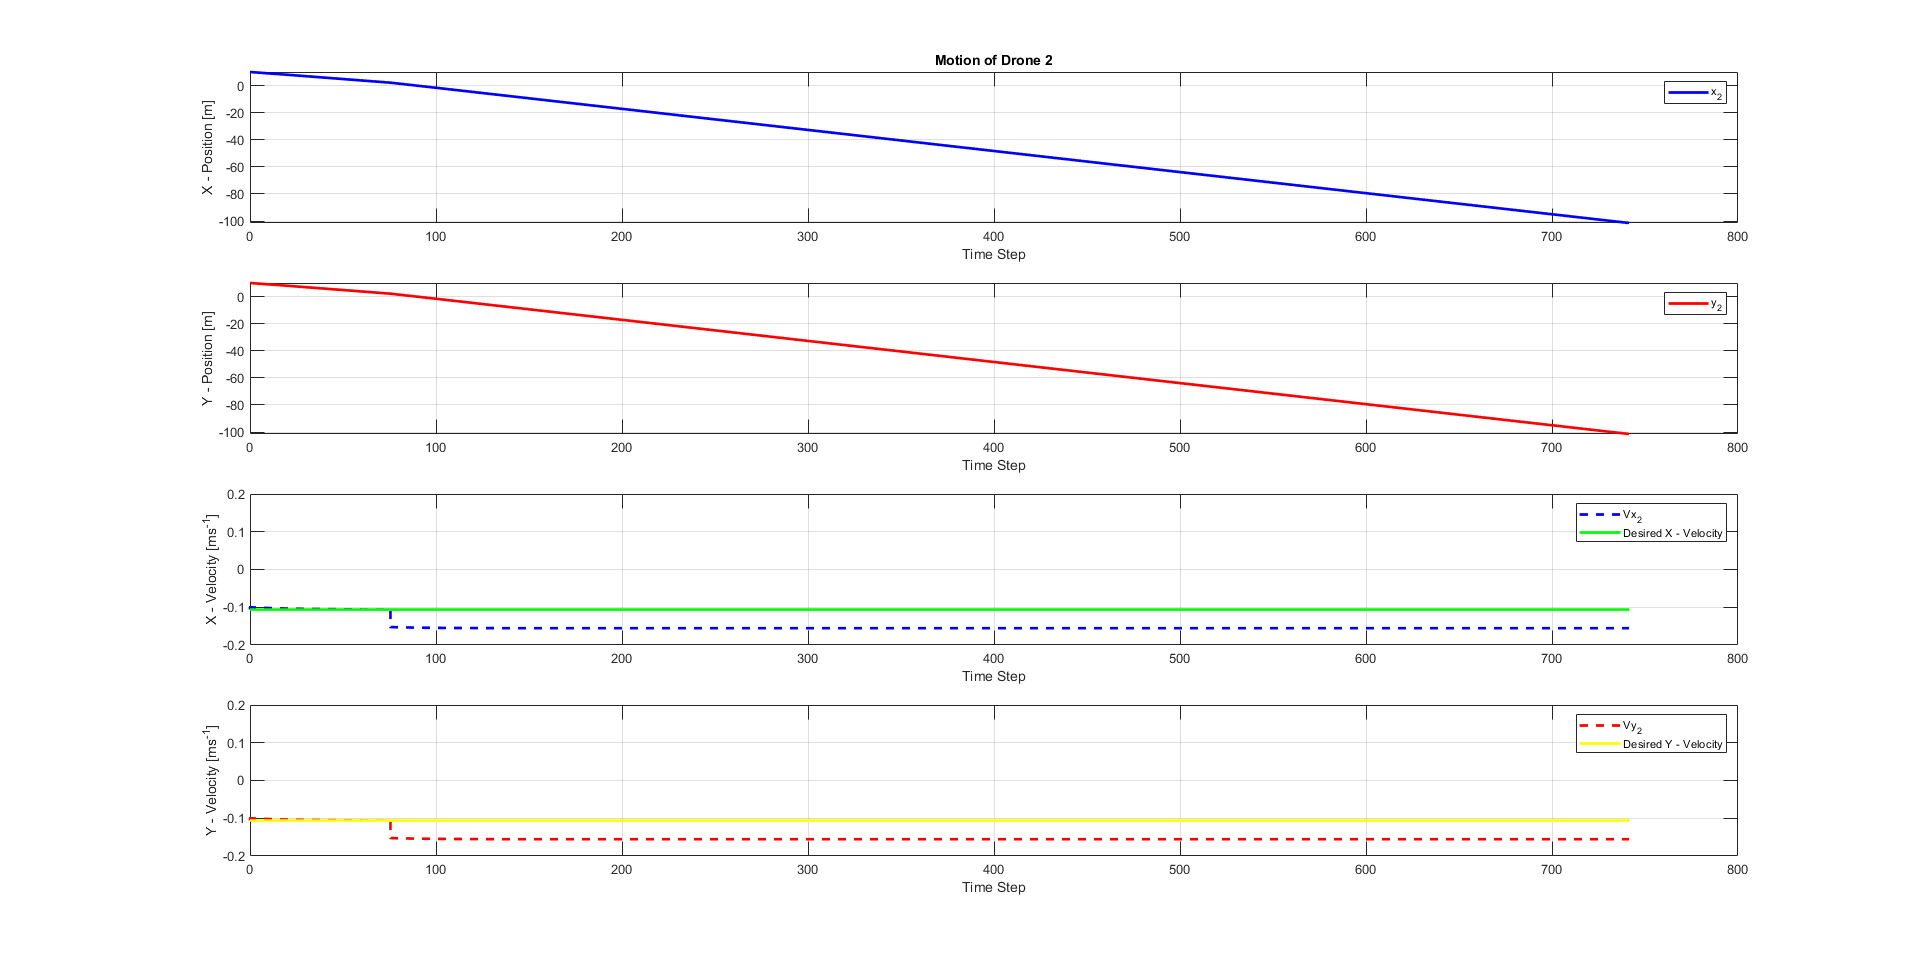 Motion of Drone 2
X - Position [m]
0
-20
-40
-60
-80
-100
x2
0 100 200 300 400 500 600 700 800
Time Step
Y - Position [m]
0
-20
-40
-60
-80
-100
y2
0 100 200 300 400 500 600 700 800
Time Step
X - Velocity [ms-1]
0.2
0.1
0
-0.1
-0.2
Vx2
Desired X - Velocity
0 100 200 300 400 500 600 700 800
Time Step
Y - Velocity [ms-1]
0.2
0.1
0
-0.1
-0.2
Vy2
Desired Y - Velocity
0 100 200 300 400 500 600 700 800
Time Step